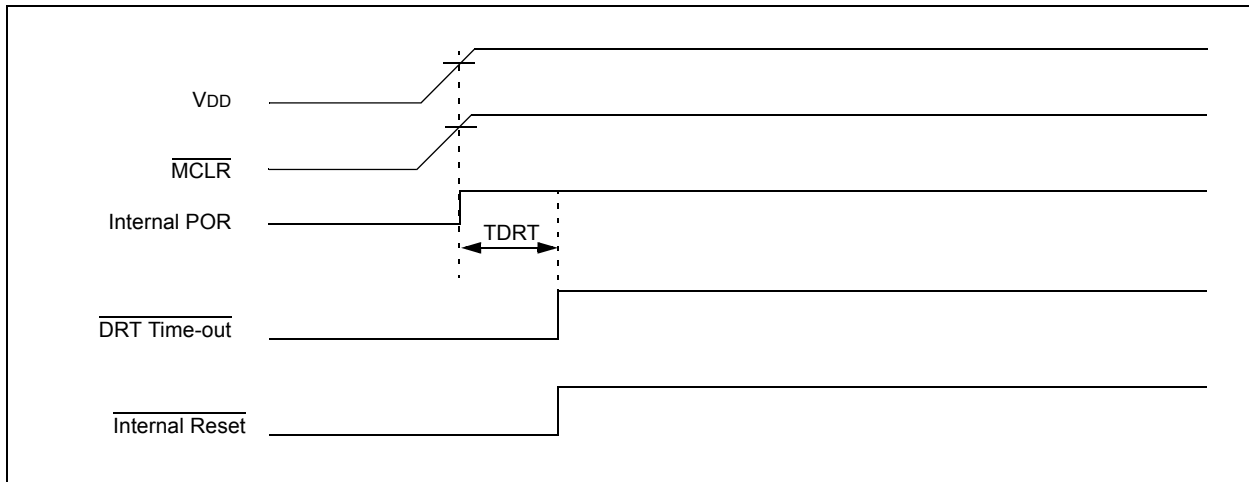 VDD
MCLR
Internal POR
TDRT
DRT Time-out
Internal Reset